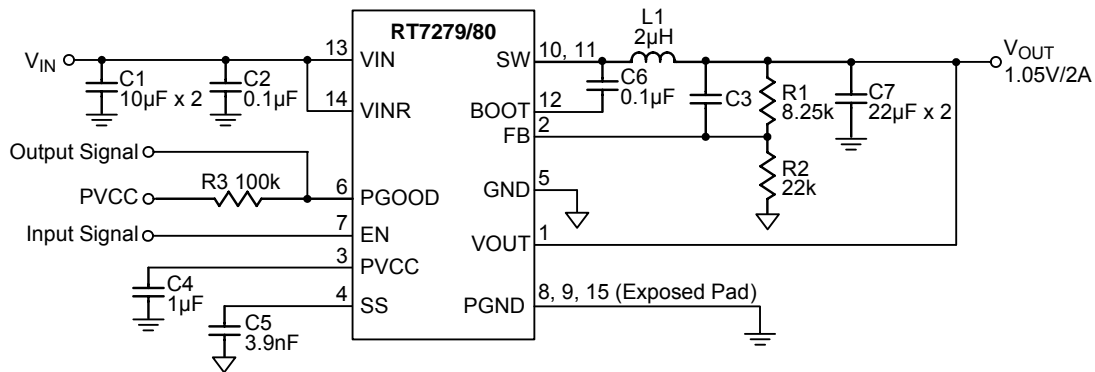 RT7279/80
VIN
C1
10µF x 2
C2
0.1µF
13
VIN
14
VINR
Output Signal
PVCC
R3 100k
6
PGOOD
Input Signal
7
EN
3
PVCC
C4
1µF
4
SS
C5
3.9nF
SW
10, 11
L1
2µH
C6
0.1µF
BOOT
12
FB
2
C3
R1
8.25k
R2
22k
C7
22µF x 2
VOUT
1.05V/2A
GND
5
VOUT
1
PGND
8, 9, 15 (Exposed Pad)